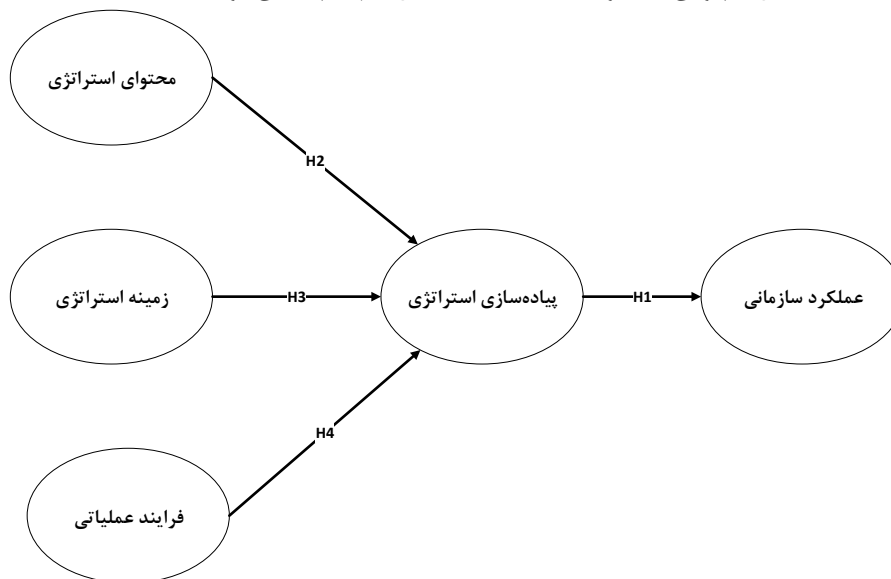 محتوای استراتژی
H2
زمینه استراتژی
H3
پیاده‌سازی استراتژی
H1
عملکرد سازمانی
H4
فرایند عملیاتی